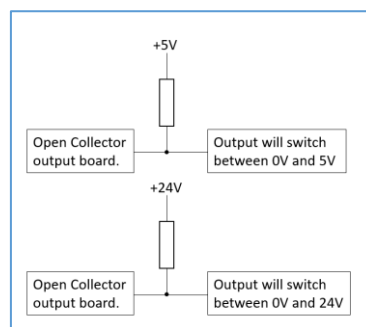 +5V
Open Collector
output board.
Output will switch
between 0V and 5V
+24V
Open Collector
output board.
Output will switch
between 0V and 24V